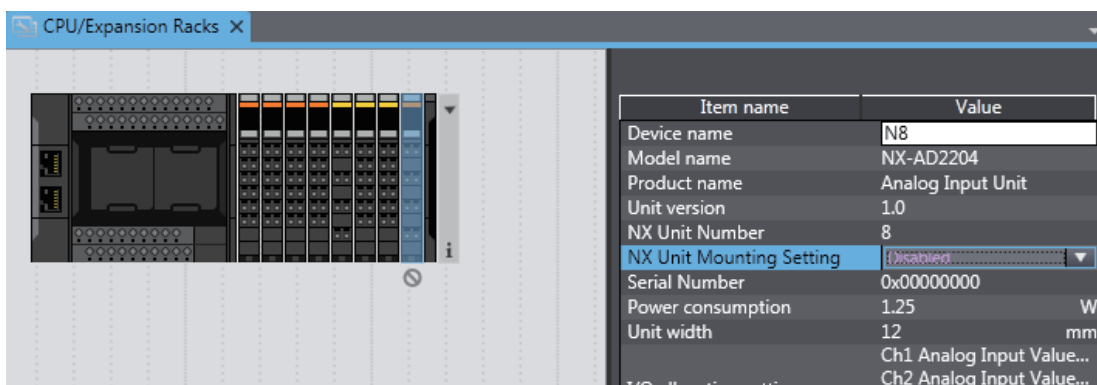 CPU/Expansion Racks X
Item name Value
Device name N8
Model name NX-AD2204
Product name Analog Input Unit
Unit version 1.0
NX Unit Number 8
NX Unit Mounting Setting Disabled
Serial Number 0x00000000
Power consumption 1.25 W
Unit width 12 mm
Ch1 Analog Input Value...
Ch2 Analog Input Value...
i